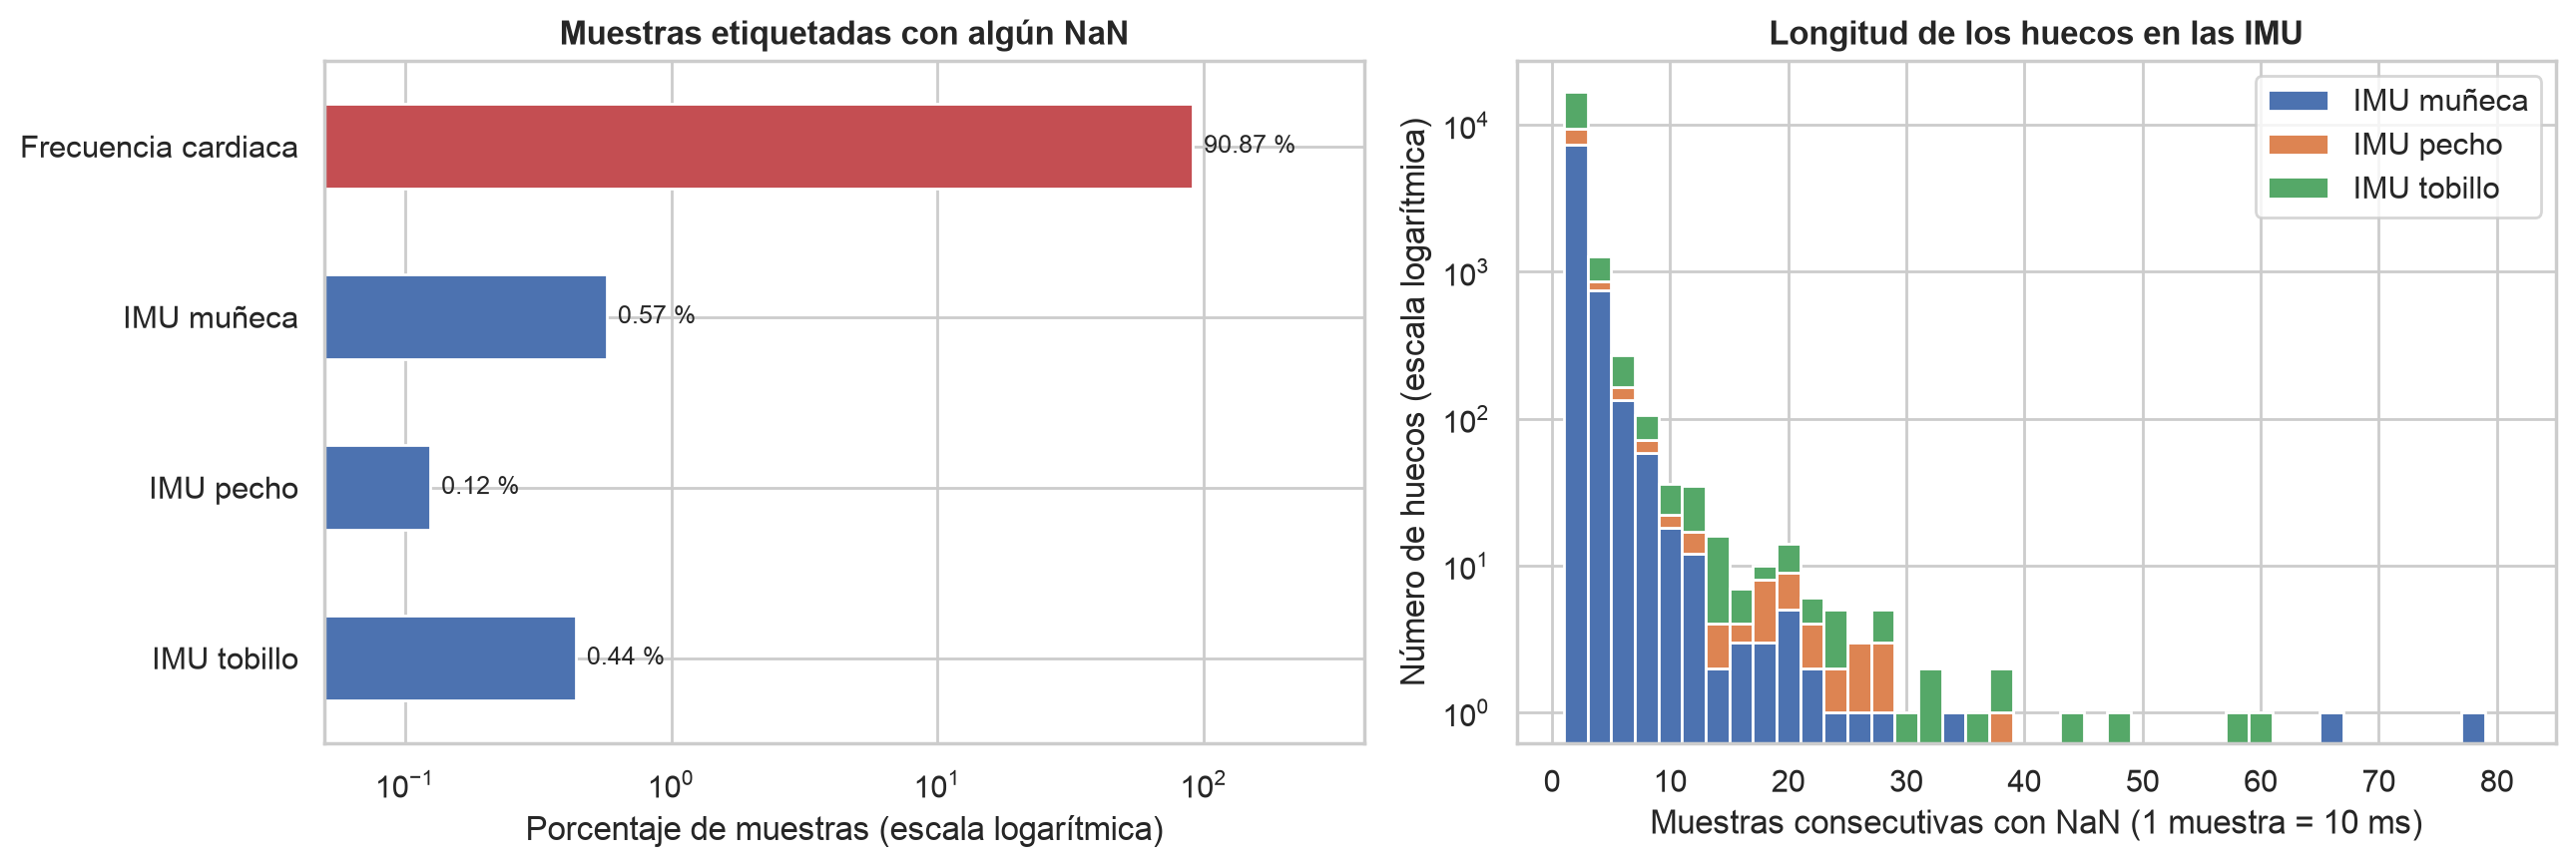 Muestras etiquetadas con algún NaN
Frecuencia cardiaca
90.87 %
IMU muñeca
0.57 %
IMU pecho
0.12 %
IMU tobillo
0.44 %
10⁻¹ 10⁰ 10¹ 10²
Porcentaje de muestras (escala logarítmica)
Longitud de los huecos en las IMU
Número de huecos (escala logarítmica)
10⁴
10³
10²
10¹
10⁰
IMU muñeca
IMU pecho
IMU tobillo
0 10 20 30 40 50 60 70 80
Muestras consecutivas con NaN (1 muestra = 10 ms)